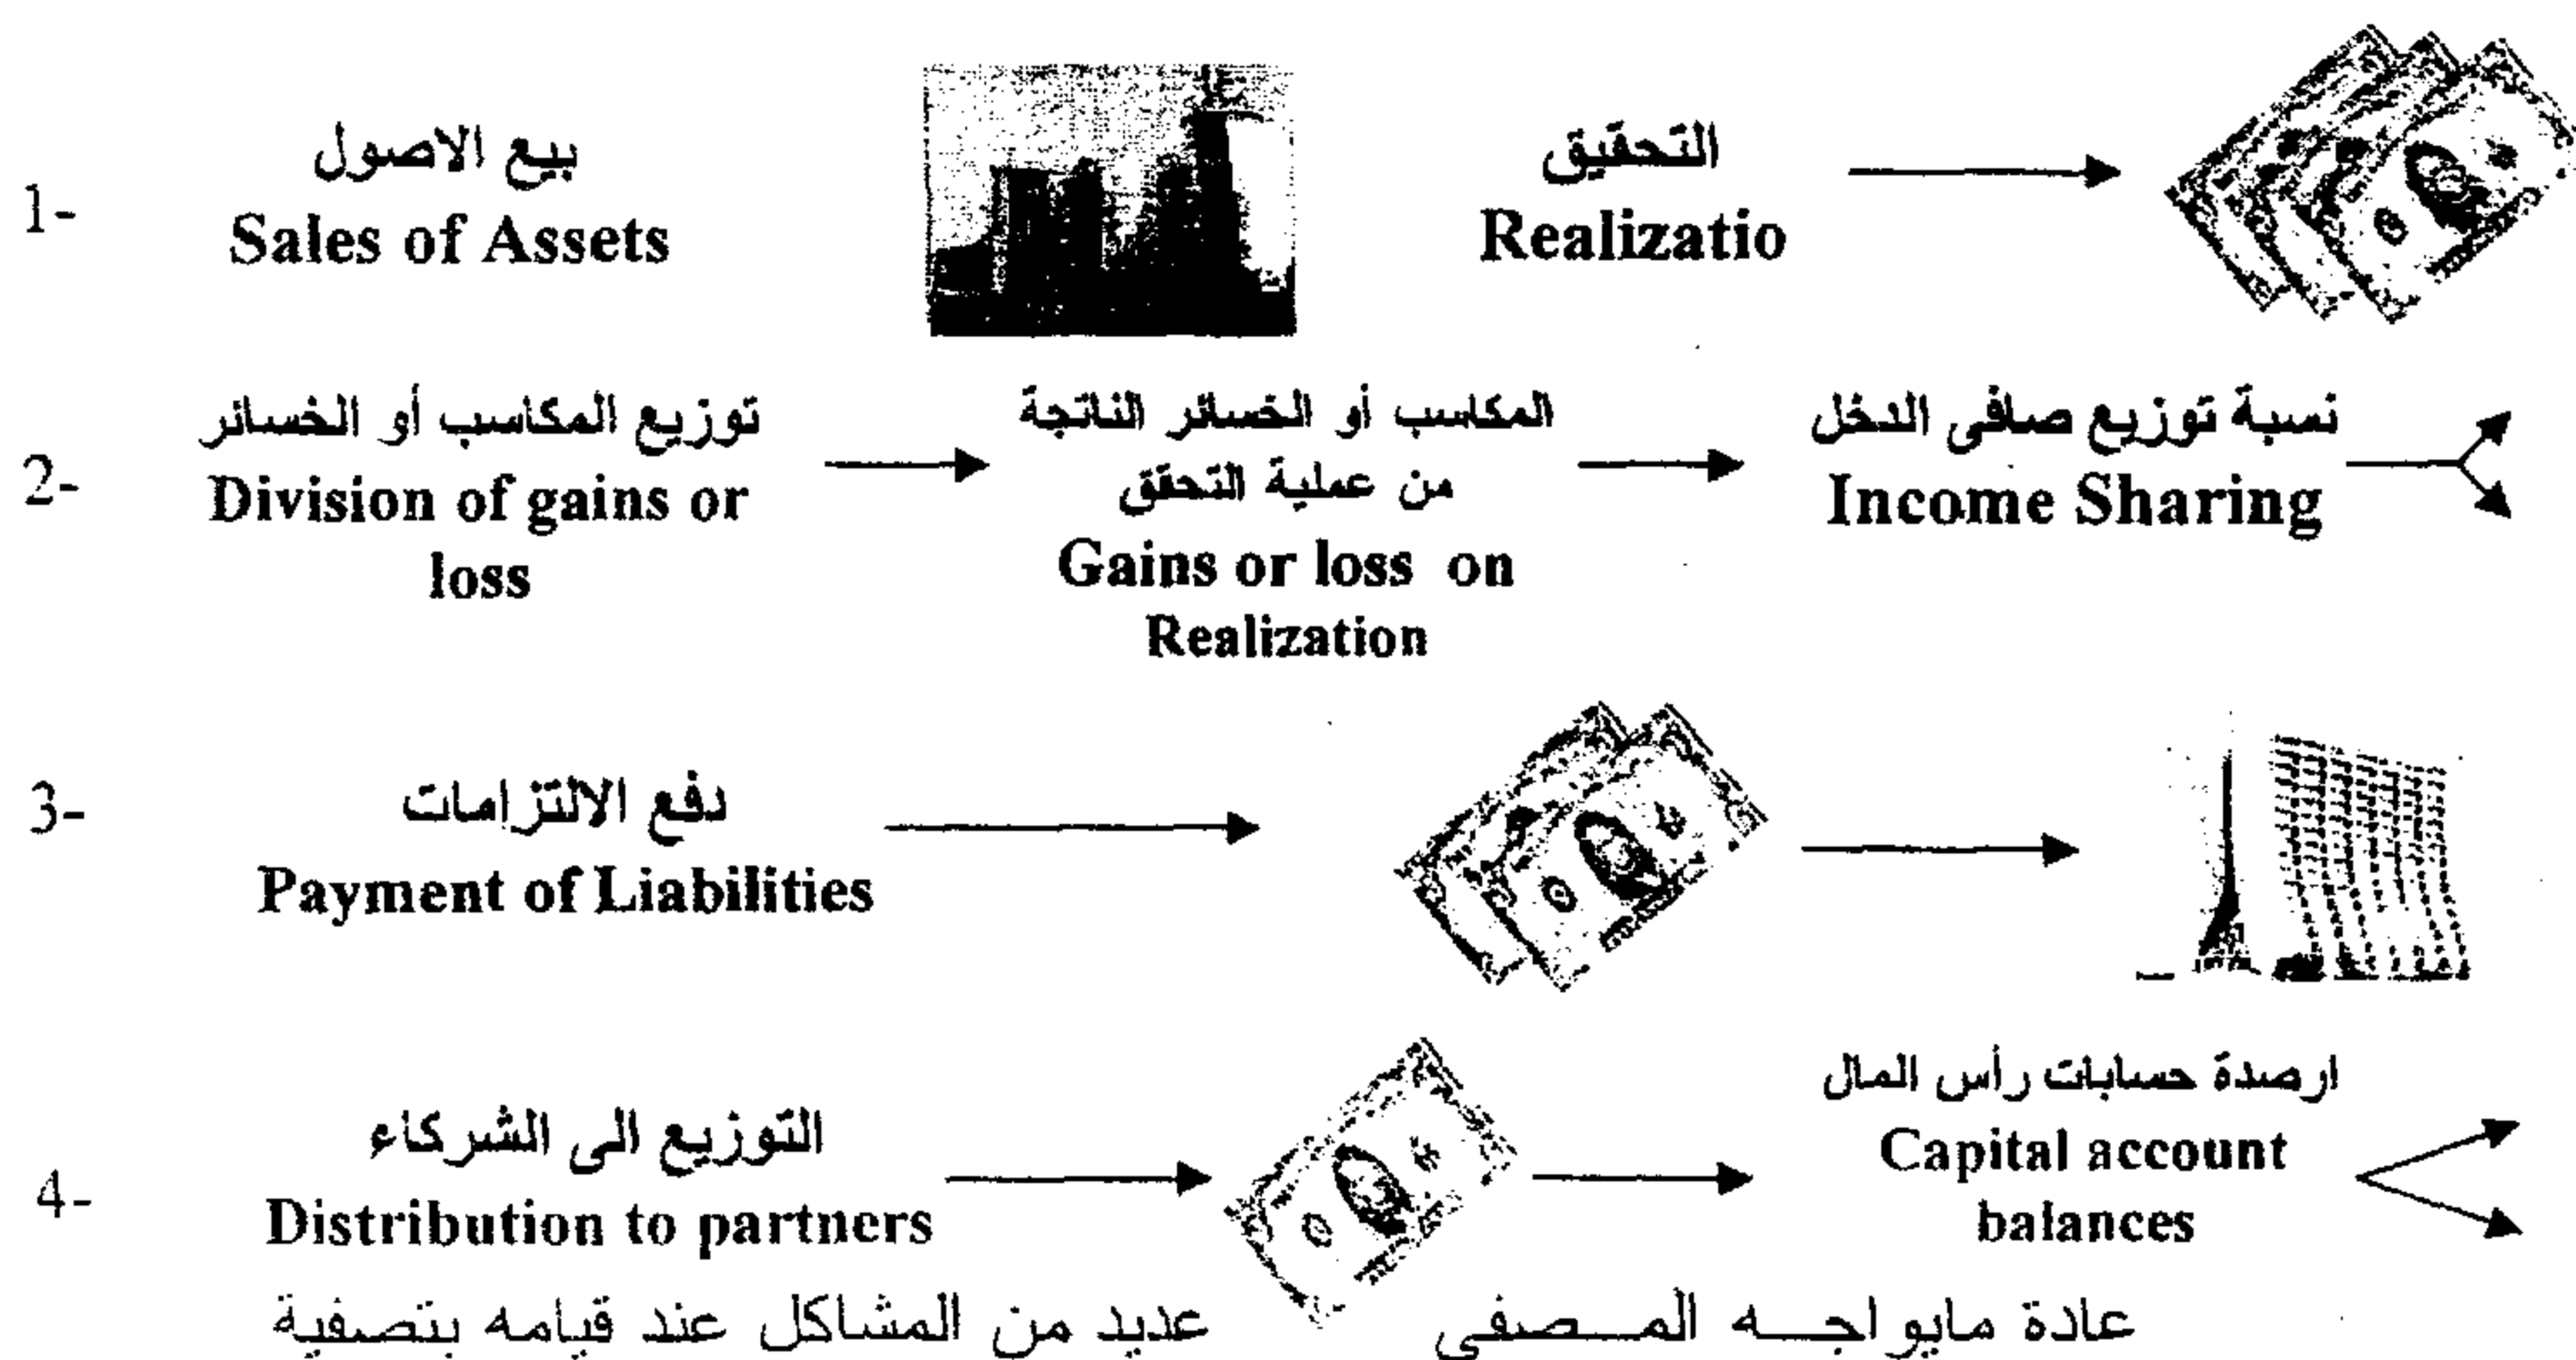 1-
بيع الاصول
Sales of Assets
التحقيق
Realizatio
2-
توزيع المكاسب أو الخسائر
Division of gains or
loss
المكاسب أو الخسائر الناتجة
من عملية التحقق
Gains or loss on
Realization
نسبة توزيع صافى الدخل
Income Sharing
3-
دفع الالتزامات
Payment of Liabilities
4-
التوزيع الى الشركاء
Distribution to partners
ارصدة حسابات رأس المال
Capital account
balances
عادة مايواجه المصفى عديد من المشاكل عند قيامه بتصفية